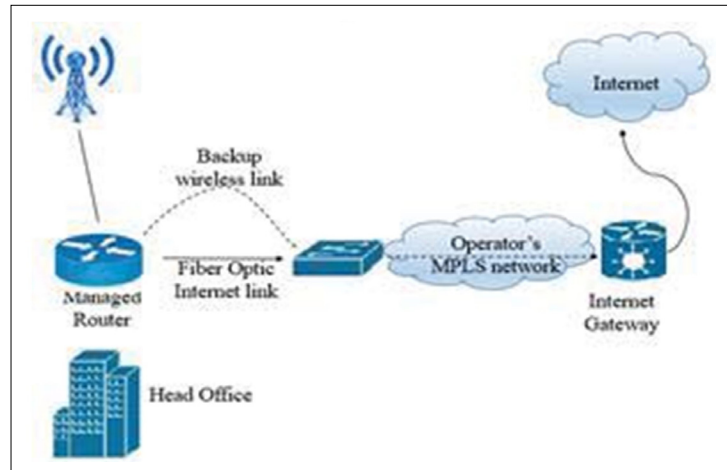 Internet
Backup
wireless link
Operator's
MPLS network
Fiber Optic
Internet link
Managed
Router
Internet
Gateway
Head Office